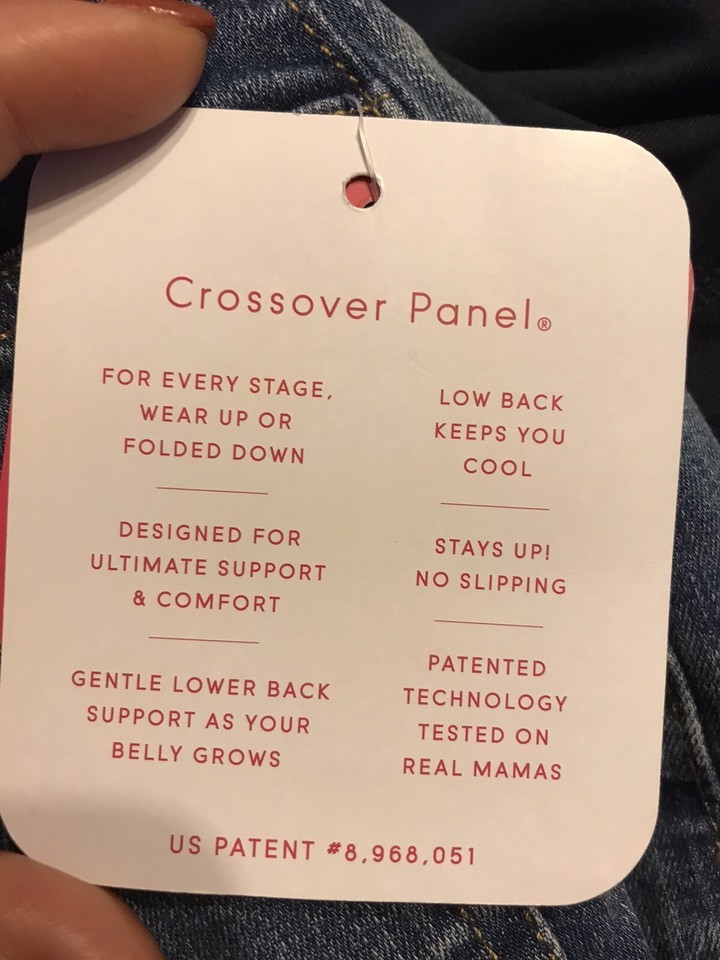 Crossover Panel®
FOR EVERY STAGE,
WEAR UP OR
FOLDED DOWN
DESIGNED FOR
ULTIMATE SUPPORT
& COMFORT
GENTLE LOWER BACK
SUPPORT AS YOUR
BELLY GROWS
LOW BACK
KEEPS YOU
COOL
STAYS UP!
NO SLIPPING
PATENTED
TECHNOLOGY
TESTED ON
REAL MAMAS
US PATENT #8,968,051